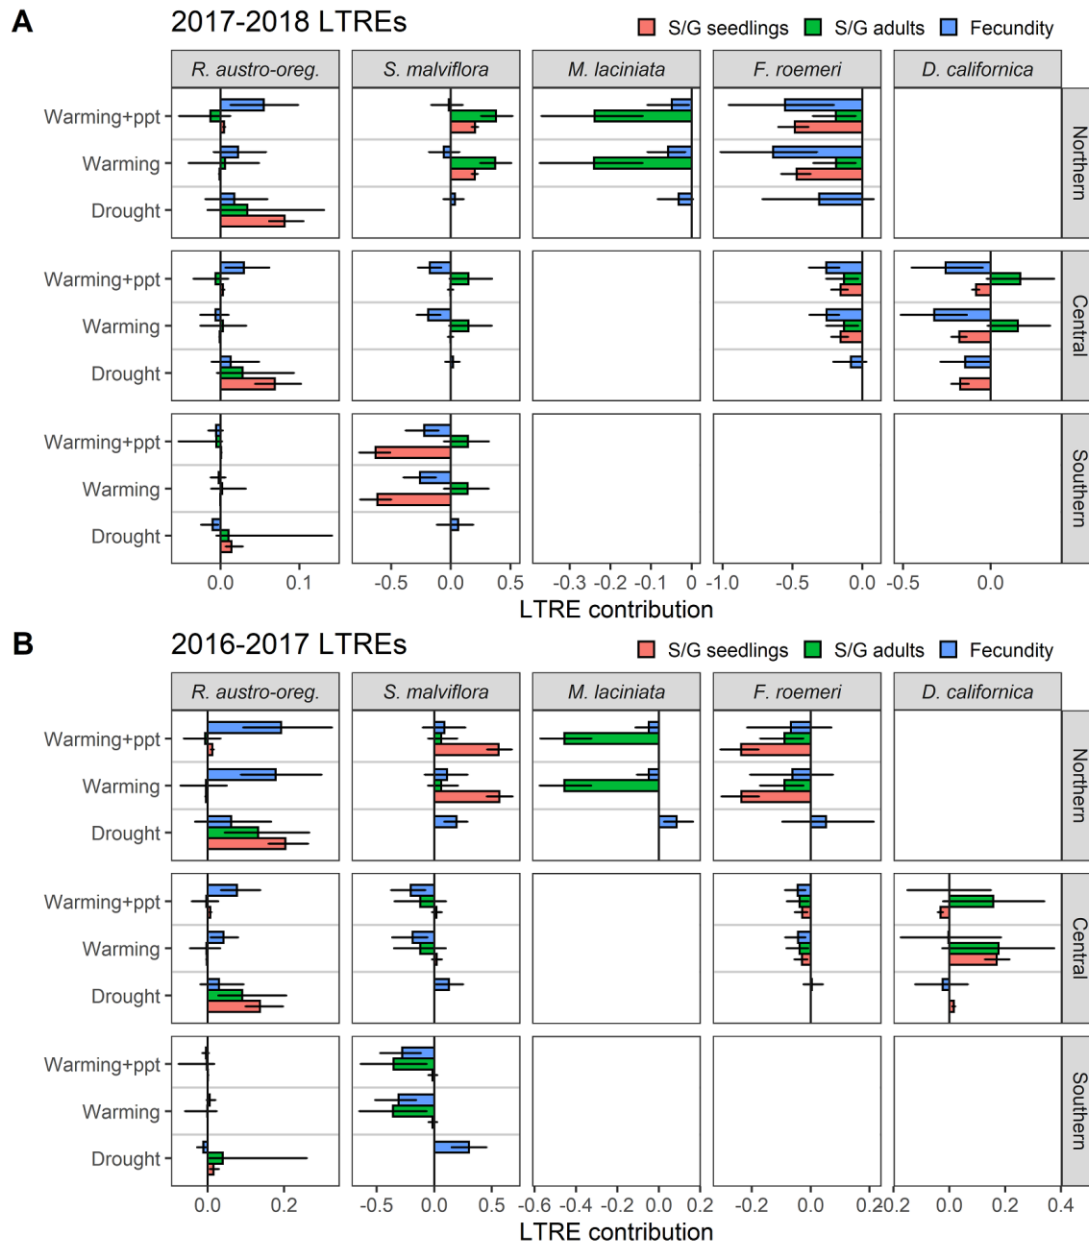 A 2017-2018 LTREs
S/G seedlings S/G adults Fecundity
R. austro-oreg. S. malviflora M. laciniata F. roemeri D. californica
Warming+ppt
Warming
Drought
Northern
Warming+ppt
Warming
Drought
Central
Warming+ppt
Warming
Drought
Southern
0.0 0.1 -0.5 0.0 0.5 -0.3 -0.2 -0.1 0 -1.0 -0.5 0.0 -0.5 0.0
LTRE contribution
B 2016-2017 LTREs
S/G seedlings S/G adults Fecundity
R. austro-oreg. S. malviflora M. laciniata F. roemeri D. californica
Warming+ppt
Warming
Drought
Northern
Warming+ppt
Warming
Drought
Central
Warming+ppt
Warming
Drought
Southern
0.0 0.2 -0.5 0.0 0.5 -0.6 -0.4 -0.2 0.0 0.2 -0.2 0.0 0.2 0.0 0.2 0.4
LTRE contribution